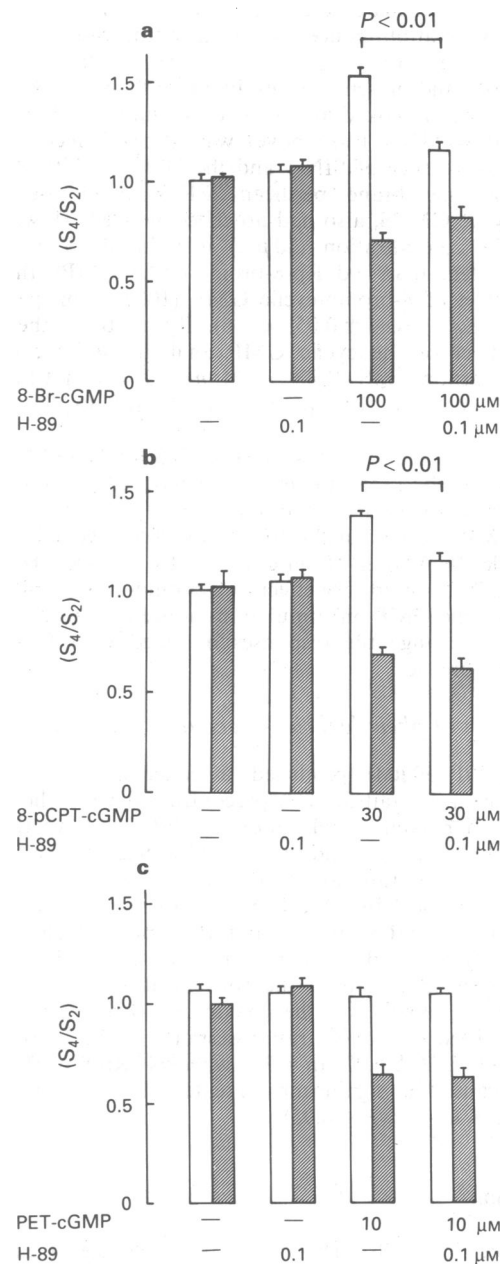 a
P < 0.01
1.5
1.0
0.5
0
(S₄/S₂)
8-Br-cGMP — 100 100 μM
H-89 — 0.1 — 0.1 μM
b
P < 0.01
1.5
1.0
0.5
0
(S₄/S₂)
8-pCPT-cGMP — — 30 30 μM
H-89 — 0.1 — 0.1 μM
c
1.5
1.0
0.5
0
(S₄/S₂)
PET-cGMP — — 10 10 μM
H-89 — 0.1 — 0.1 μM